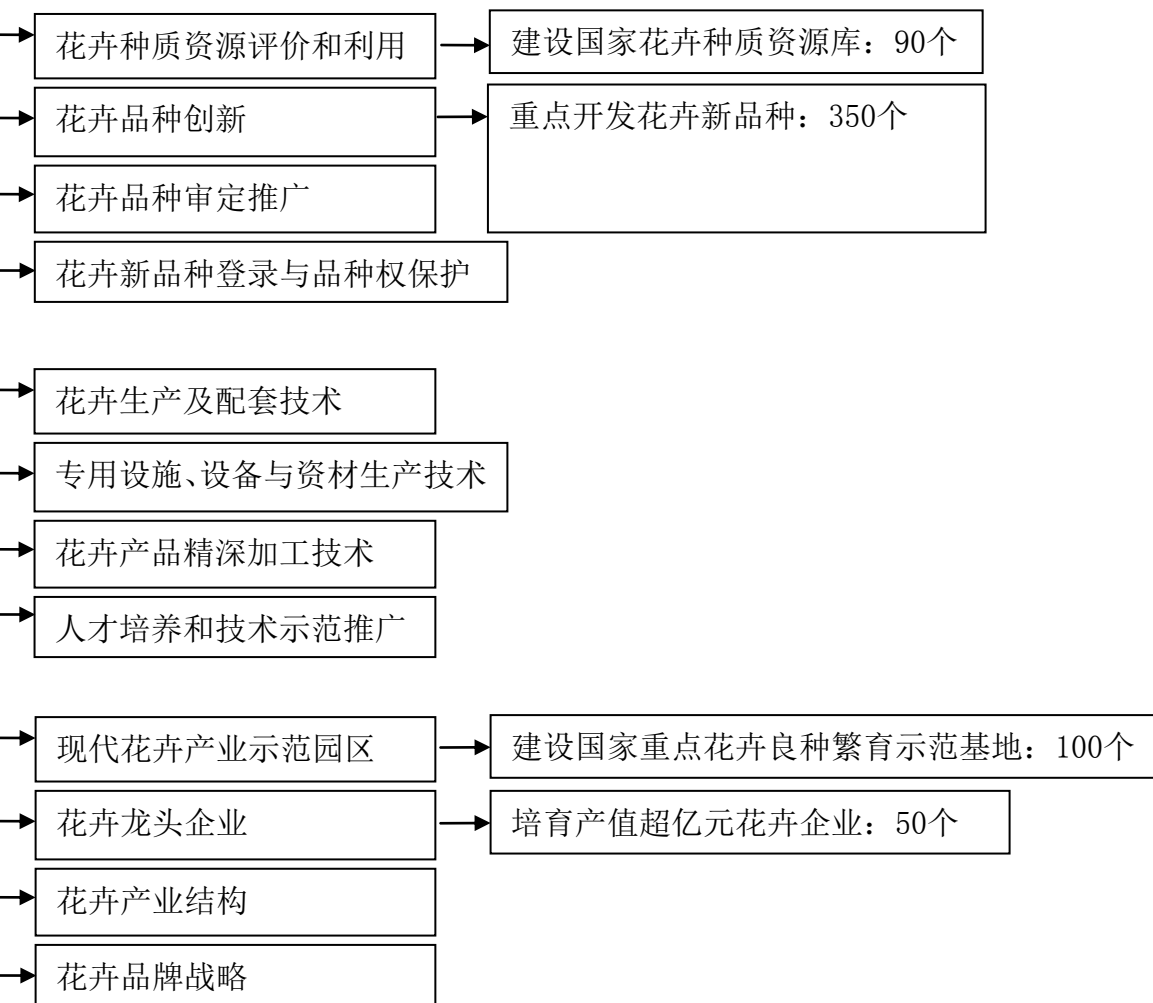 花卉种质资源评价和利用
建设国家花卉种质资源库：90个
花卉品种创新
重点开发花卉新品种：350个
花卉品种审定推广
花卉新品种登录与品种权保护
花卉生产及配套技术
专用设施、设备与资材生产技术
花卉产品精深加工技术
人才培养和技术示范推广
现代花卉产业示范园区
建设国家重点花卉良种繁育示范基地：100个
花卉龙头企业
培育产值超亿元花卉企业：50个
花卉产业结构
花卉品牌战略